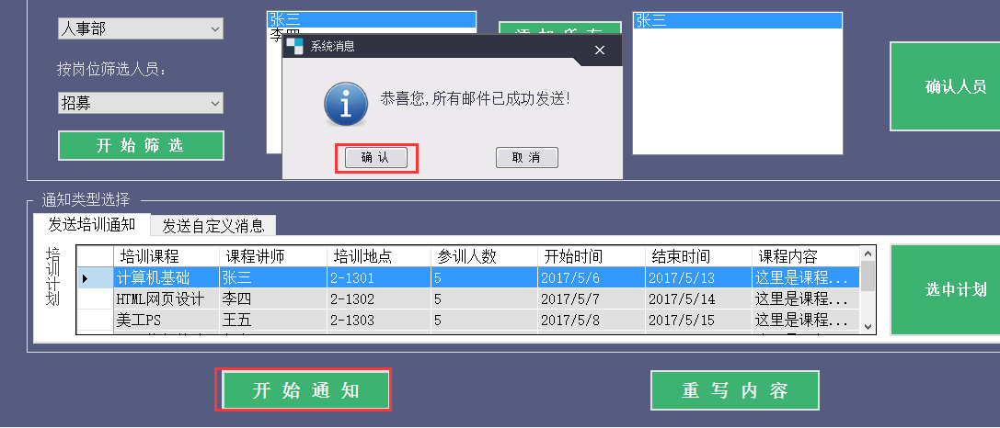 人事部
按岗位筛选人员:
招募
开 始 筛 选
张三
李四
系统消息
恭喜您,所有邮件已成功发送!
确 认
取 消
张三
确认人员
通知类型选择
发送培训通知
发送自定义消息
培训计划
培训课程 课程讲师 培训地点 参训人数 开始时间 结束时间 课程内容
计算机基础 张三 2-1301 5 2017/5/6 2017/5/13 这里是课程...
HTML网页设计 李四 2-1302 5 2017/5/7 2017/5/14 这里是课程...
美工PS 王五 2-1303 5 2017/5/8 2017/5/15 这里是课程...
选中计划
开 始 通 知
重 写 内 容